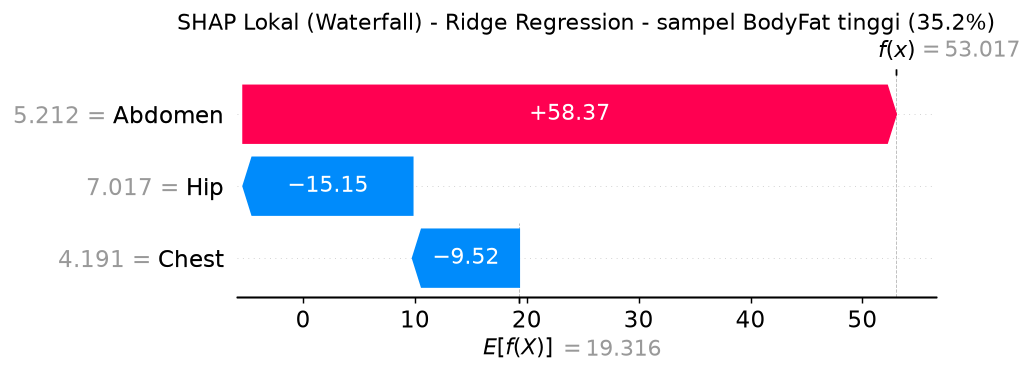 SHAP Lokal (Waterfall) - Ridge Regression - sampel BodyFat tinggi (35.2%)
f(x) = 53.017
5.212 = Abdomen
+58.37
7.017 = Hip
−15.15
4.191 = Chest
−9.52
0 10 20 30 40 50
E[f(X)] = 19.316